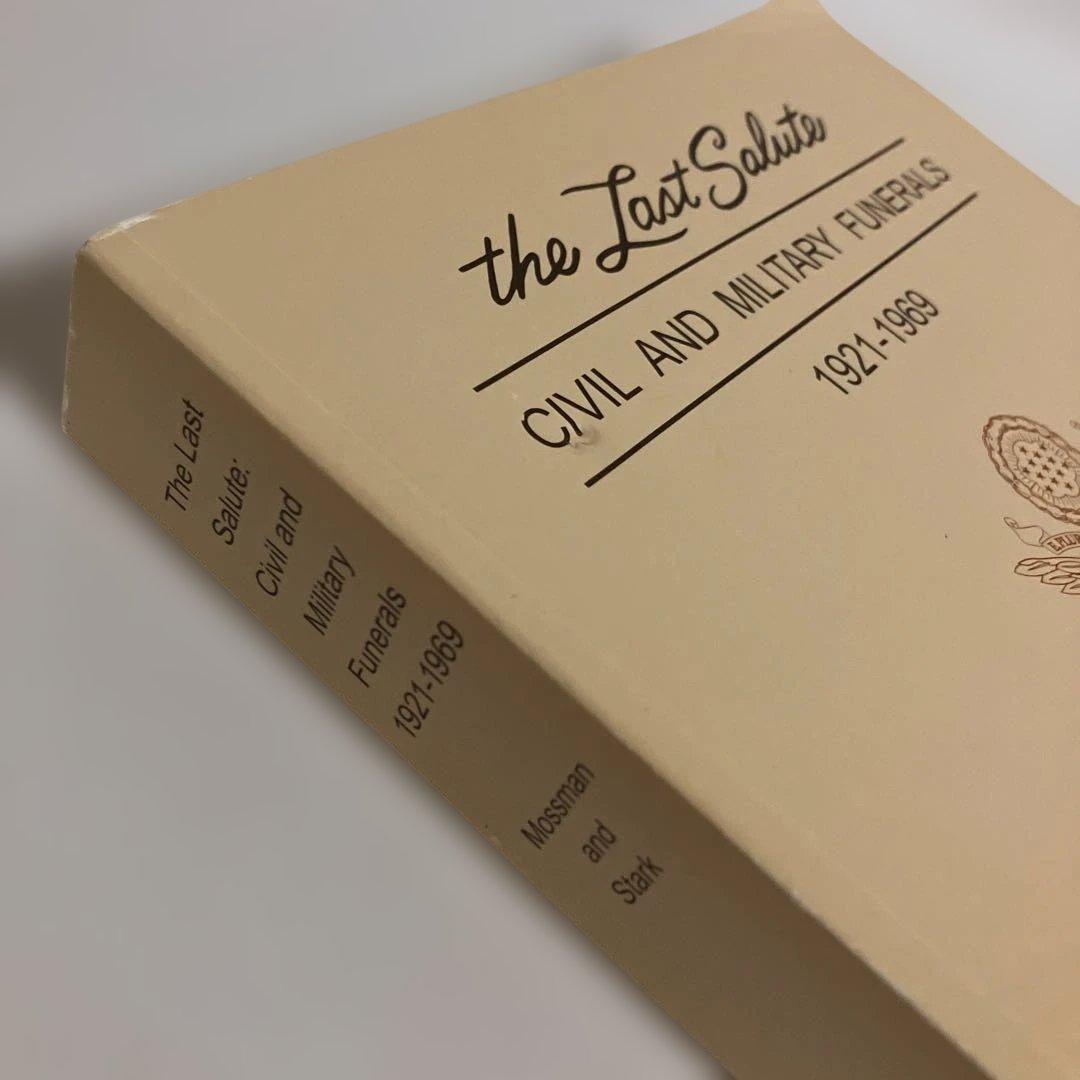 the Last Salute
CIVIL AND MILITARY FUNERALS
1921-1969
The Last
Salute:
Civil and
Military
Funerals
1921-1969
Mossman
and
Stark